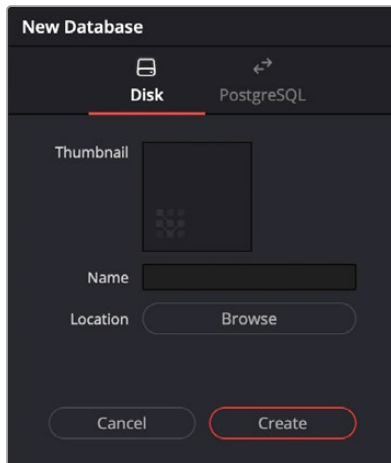 New Database
Disk PostgreSQL
Thumbnail
Name
Location Browse
Cancel Create